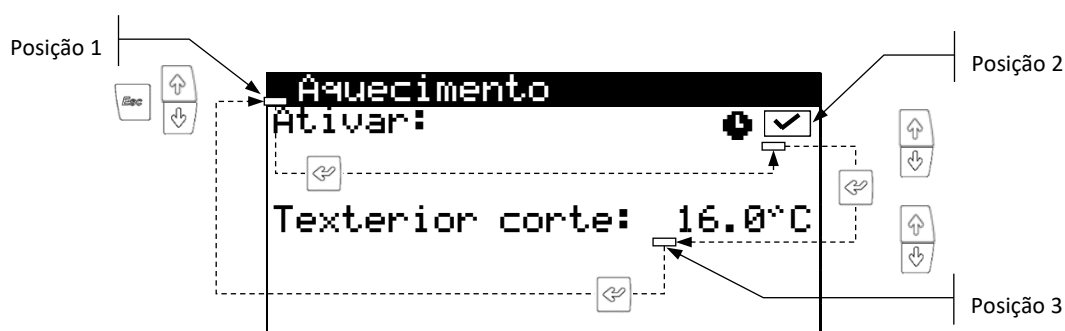 Posição 1
Posição 2
Esc
Aquecimento
Ativar:
Texterior corte: 16.0°C
Posição 3